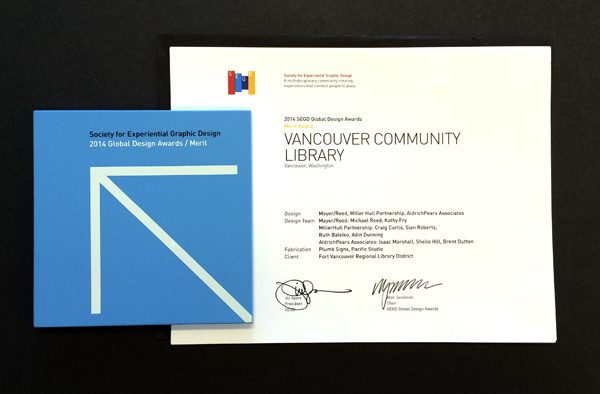 Society for Experiential Graphic Design
2014 Global Design Awards / Merit
Society for Experiential Graphic Design
A multidisciplinary community creating
experiences that connect people to place
2014 SEGD Global Design Awards
Merit Award
VANCOUVER COMMUNITY
LIBRARY
Vancouver, Washington
Design Mayer/Reed, Miller Hull Partnership, AldrichPears Associates
Design Team Mayer/Reed: Michael Reed, Kathy Fry
MillerHull Partnership: Craig Curtis, Sian Roberts,
Ruth Baleiko, Adin Dunning
AldrichPears Associates: Isaac Marshall, Sheila Hill, Brent Dutton
Fabrication Plumb Signs, Pacific Studio
Client Fort Vancouver Regional Library District
Jill Ayers
President
SEGD
Jacobson
Chair
SEGD Global Design Awards